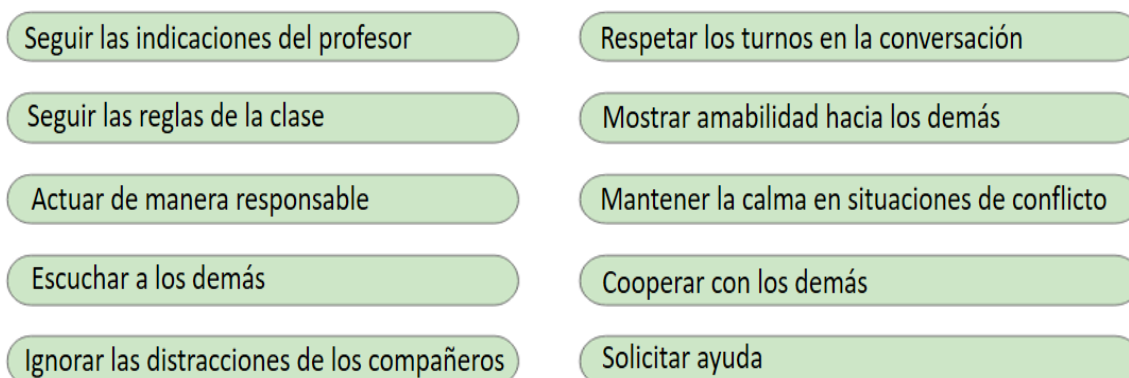 Seguir las indicaciones del profesor
Seguir las reglas de la clase
Actuar de manera responsable
Escuchar a los demás
Ignorar las distracciones de los compañeros
Respetar los turnos en la conversación
Mostrar amabilidad hacia los demás
Mantener la calma en situaciones de conflicto
Cooperar con los demás
Solicitar ayuda